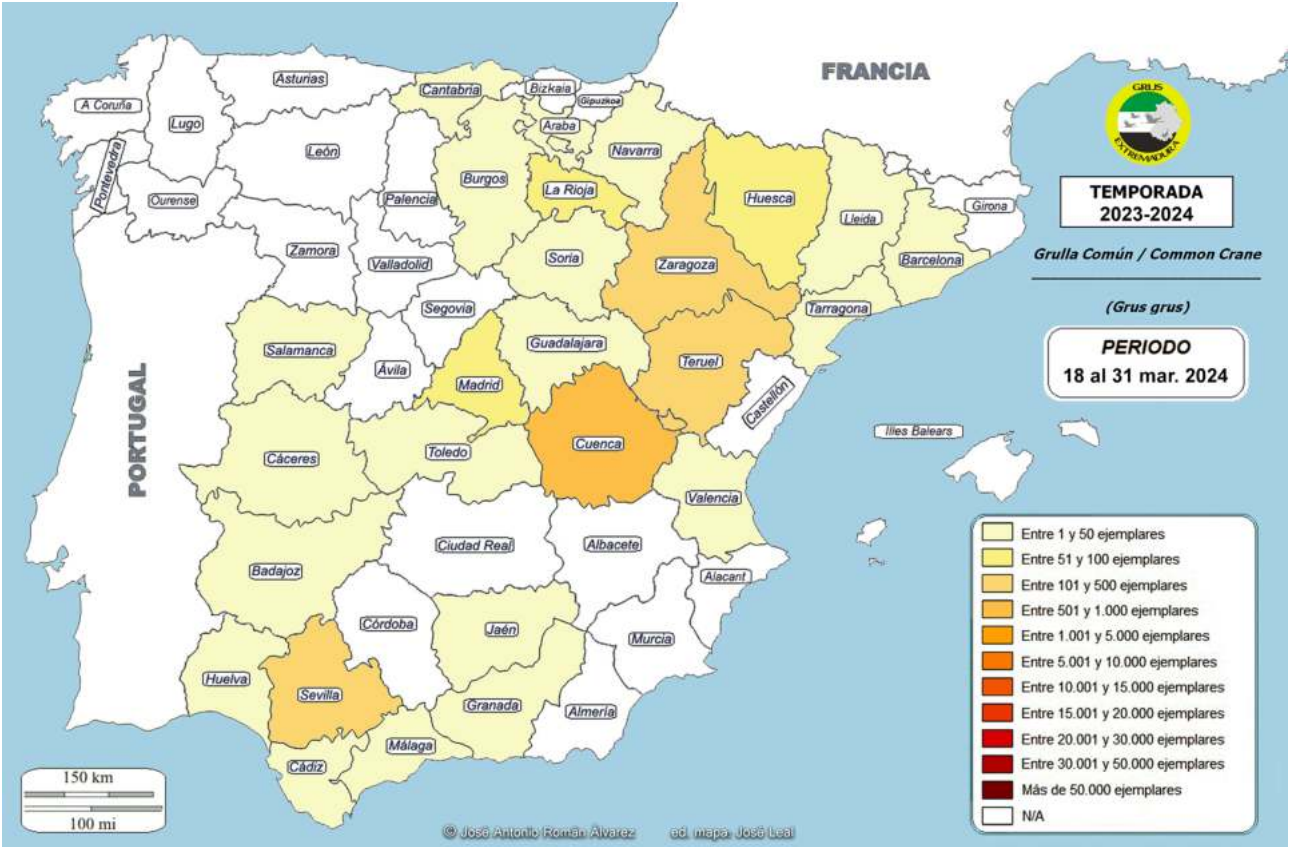 FRANCIA
GRUS
EXTREMADURA
TEMPORADA
2023-2024
Grulla Común / Common Crane
(Grus grus)
PERIODO
18 al 31 mar. 2024
A Coruña
Lugo
Asturias
Cantabria
Bizkaia
Gipuzkoa
Araba
Navarra
Pontevedra
Ourense
León
Palencia
Burgos
La Rioja
Huesca
Lleida
Girona
Barcelona
Zamora
Valladolid
Soria
Zaragoza
Tarragona
Segovia
Salamanca
Ávila
Madrid
Guadalajara
Teruel
Castellón
PORTUGAL
Cáceres
Toledo
Cuenca
Valencia
Illes Balears
Badajoz
Ciudad Real
Albacete
Alacant
Córdoba
Jaén
Murcia
Huelva
Sevilla
Granada
Almería
Cádiz
Málaga
Entre 1 y 50 ejemplares
Entre 51 y 100 ejemplares
Entre 101 y 500 ejemplares
Entre 501 y 1.000 ejemplares
Entre 1.001 y 5.000 ejemplares
Entre 5.001 y 10.000 ejemplares
Entre 10.001 y 15.000 ejemplares
Entre 15.001 y 20.000 ejemplares
Entre 20.001 y 30.000 ejemplares
Entre 30.001 y 50.000 ejemplares
Más de 50.000 ejemplares
N/A
150 km
100 mi
© José Antonio Román Álvarez ed. mapa: José Leal